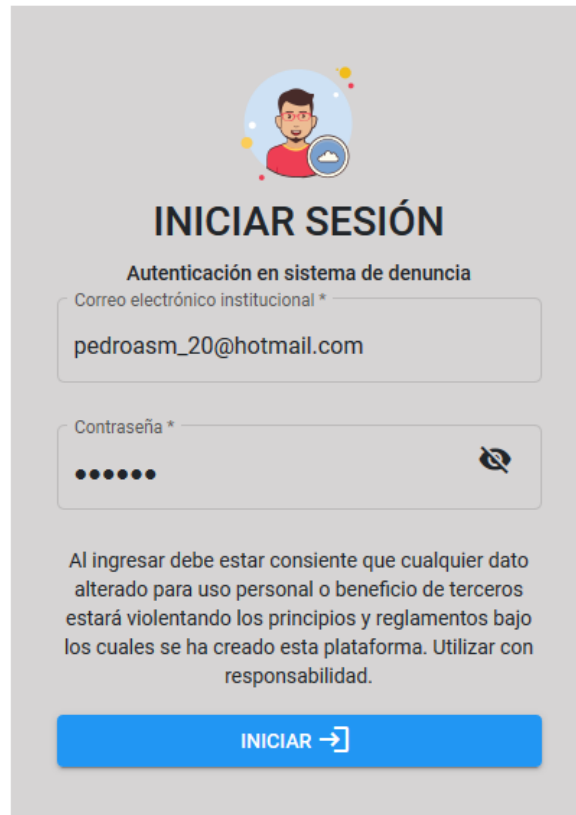 INICIAR SESIÓN
Autenticación en sistema de denuncia
Correo electrónico institucional *
pedroasm_20@hotmail.com
Contraseña *
••••••
Al ingresar debe estar consiente que cualquier dato
alterado para uso personal o beneficio de terceros
estará violentando los principios y reglamentos bajo
los cuales se ha creado esta plataforma. Utilizar con
responsabilidad.
INICIAR